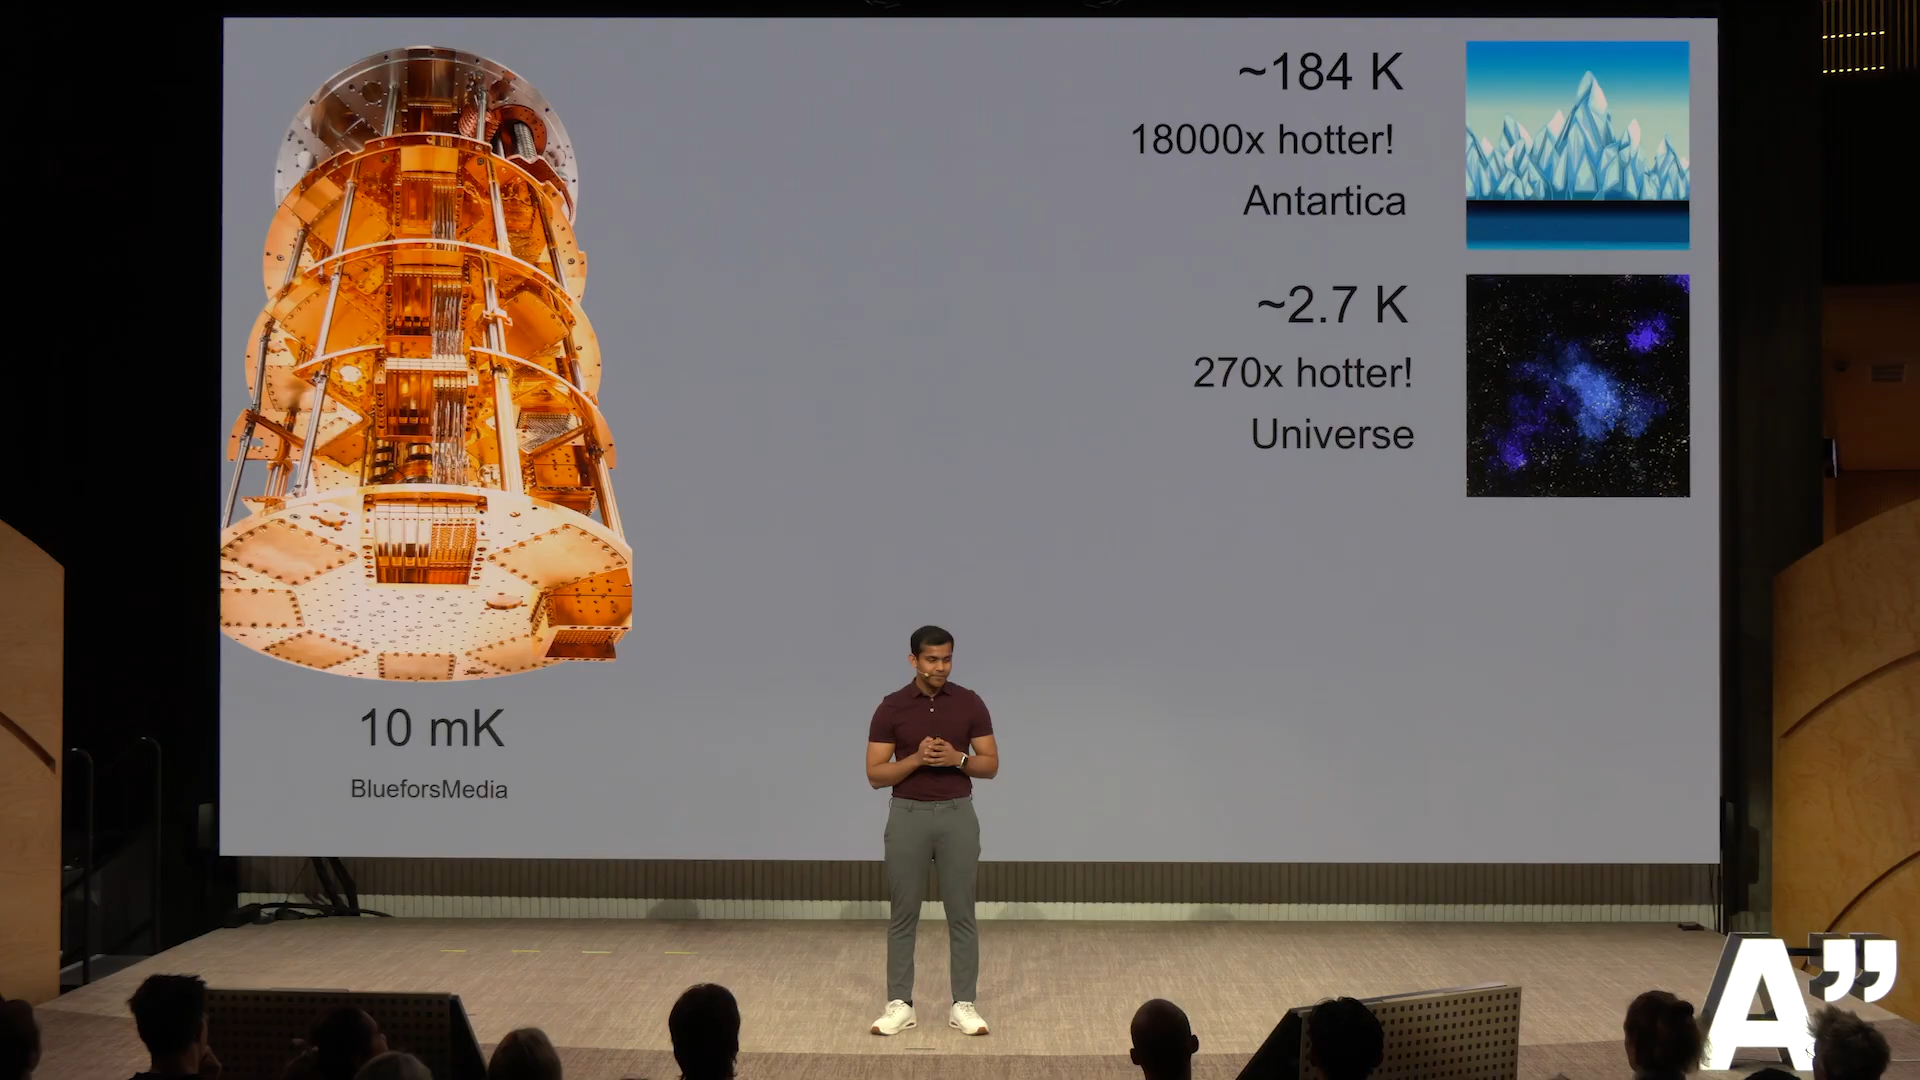 ~184 K
18000x hotter!
Antartica
~2.7 K
270x hotter!
Universe
10 mK
BlueforsMedia
A”